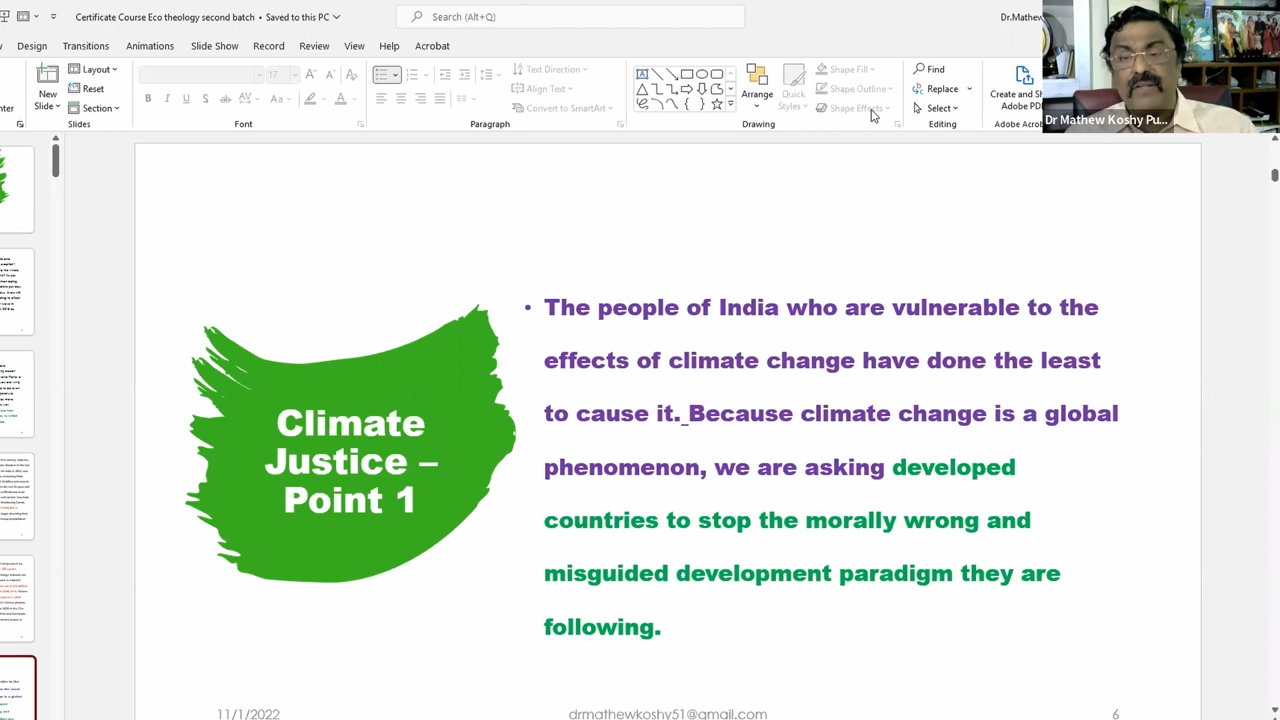 Certificate Course Eco theology second batch • Saved to this PC
Search (Alt+Q)
Dr.Mathew
Design
Transitions
Animations
Slide Show
Record
Review
View
Help
Acrobat
New
Slide
Layout
Reset
Section
Slides
17
B I U S ab AV Aa A
Font
Text Direction
Align Text
Convert to SmartArt
Paragraph
Arrange
Quick
Styles
Shape Fill
Shape Outline
Shape Effects
Drawing
Find
Replace
Select
Editing
Create and Sh
Adobe PD
Adobe Acro
Dr Mathew Koshy Pu...
Climate
Justice –
Point 1
• The people of India who are vulnerable to the
effects of climate change have done the least
to cause it. Because climate change is a global
phenomenon, we are asking developed
countries to stop the morally wrong and
misguided development paradigm they are
following.
11/1/2022
drmathewkoshy51@gmail.com
6